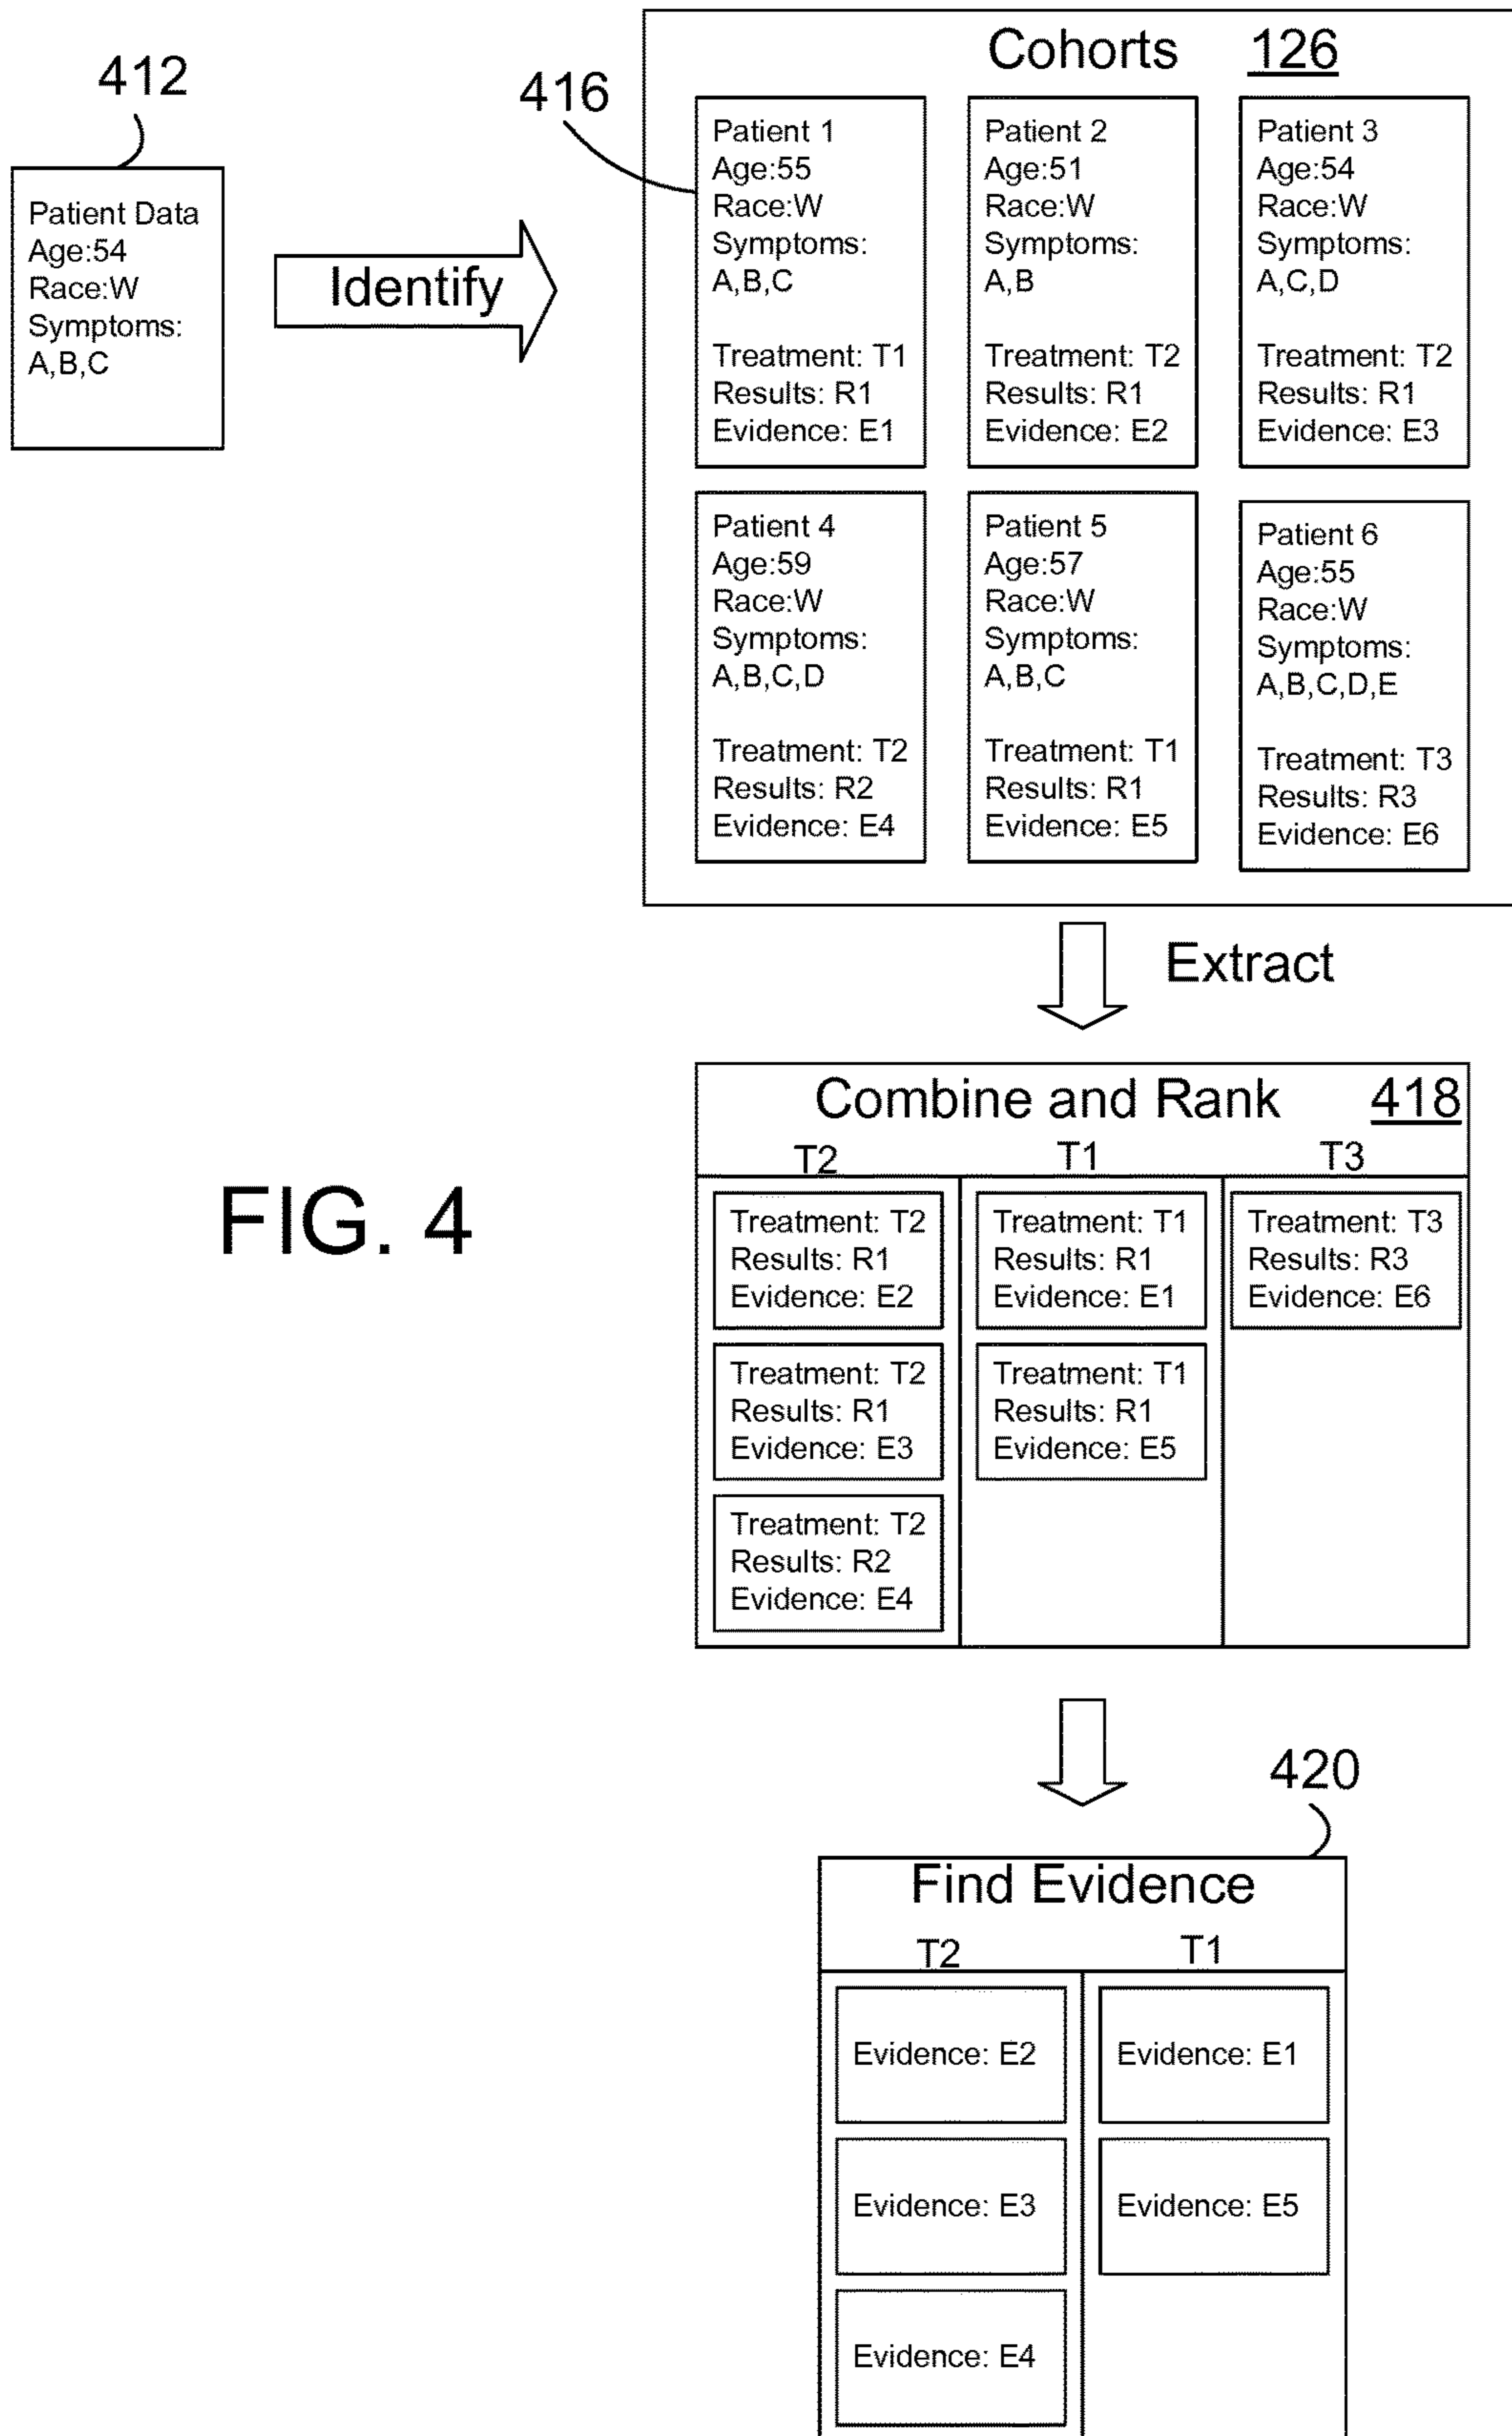 412
Patient Data
Age:54
Race:W
Symptoms:
A,B,C
Identify
416
Cohorts 126
Patient 1
Age:55
Race:W
Symptoms:
A,B,C
Treatment: T1
Results: R1
Evidence: E1
Patient 2
Age:51
Race:W
Symptoms:
A,B
Treatment: T2
Results: R1
Evidence: E2
Patient 3
Age:54
Race:W
Symptoms:
A,C,D
Treatment: T2
Results: R1
Evidence: E3
Patient 4
Age:59
Race:W
Symptoms:
A,B,C,D
Treatment: T2
Results: R2
Evidence: E4
Patient 5
Age:57
Race:W
Symptoms:
A,B,C
Treatment: T1
Results: R1
Evidence: E5
Patient 6
Age:55
Race:W
Symptoms:
A,B,C,D,E
Treatment: T3
Results: R3
Evidence: E6
Extract
FIG. 4
Combine and Rank 418
T2
T1
T3
Treatment: T2
Results: R1
Evidence: E2
Treatment: T2
Results: R1
Evidence: E3
Treatment: T2
Results: R2
Evidence: E4
Treatment: T1
Results: R1
Evidence: E1
Treatment: T1
Results: R1
Evidence: E5
Treatment: T3
Results: R3
Evidence: E6
420
Find Evidence
T2
T1
Evidence: E2
Evidence: E3
Evidence: E4
Evidence: E1
Evidence: E5